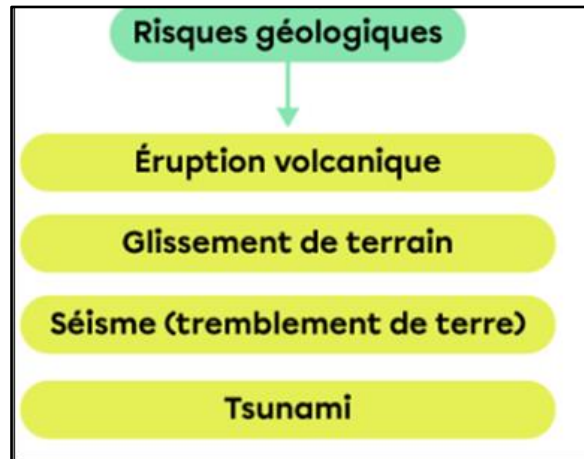 Risques géologiques
Éruption volcanique
Glissement de terrain
Séisme (tremblement de terre)
Tsunami